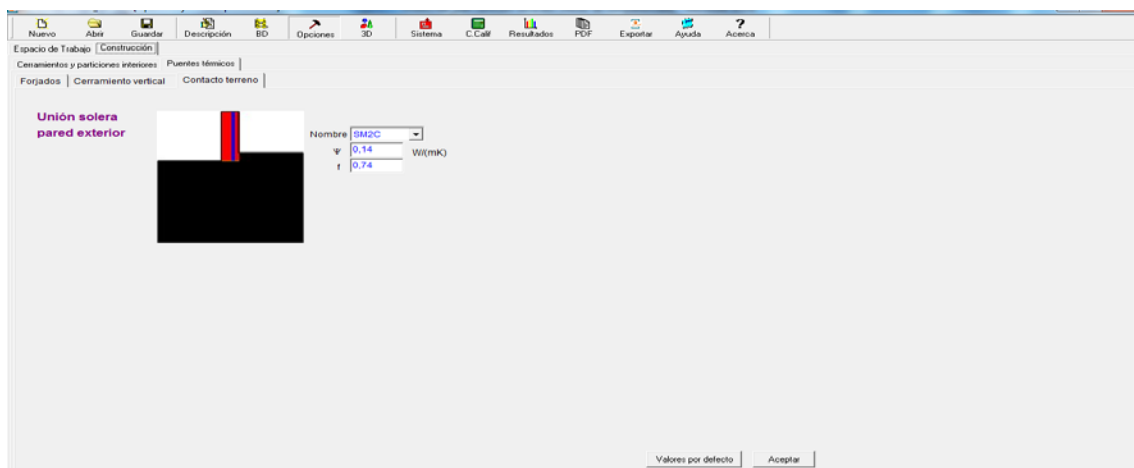 Nuevo Abrir Guardar Descripción BD Opciones 3D Sistema C.Calif Resultados PDF Exportar Ayuda Acerca
Espacio de Trabajo Construcción
Cerramientos y particiones interiores Puentes térmicos
Forjados Cerramiento vertical Contacto terreno
Unión solera
pared exterior
Nombre SM2C
Ψ 0,14 W/(mK)
f 0,74
Valores por defecto Aceptar